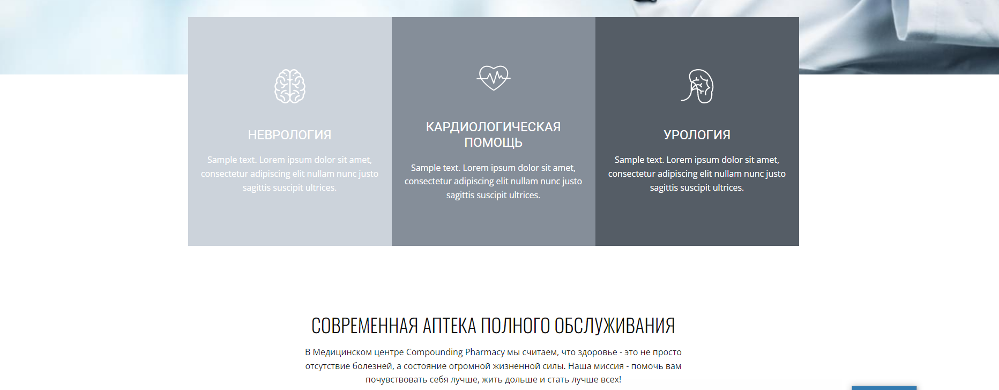 НЕВРОЛОГИЯ
Sample text. Lorem ipsum dolor sit amet,
consectetur adipiscing elit nullam nunc justo
sagittis suscipit ultrices.
КАРДИОЛОГИЧЕСКАЯ
ПОМОЩЬ
Sample text. Lorem ipsum dolor sit amet,
consectetur adipiscing elit nullam nunc justo
sagittis suscipit ultrices.
УРОЛОГИЯ
Sample text. Lorem ipsum dolor sit amet,
consectetur adipiscing elit nullam nunc justo
sagittis suscipit ultrices.
СОВРЕМЕННАЯ АПТЕКА ПОЛНОГО ОБСЛУЖИВАНИЯ
В Медицинском центре Compounding Pharmacy мы считаем, что здоровье - это не просто
отсутствие болезней, а состояние огромной жизненной силы. Наша миссия - помочь вам
почувствовать себя лучше, жить дольше и стать лучше всех!